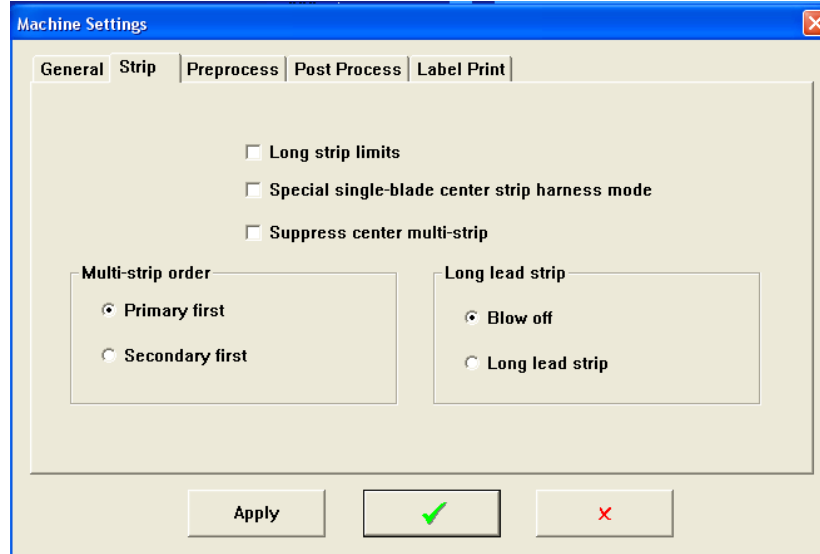 Machine Settings
General Strip Preprocess Post Process Label Print
Long strip limits
Special single-blade center strip harness mode
Suppress center multi-strip
Multi-strip order
Primary first
Secondary first
Long lead strip
Blow off
Long lead strip
Apply